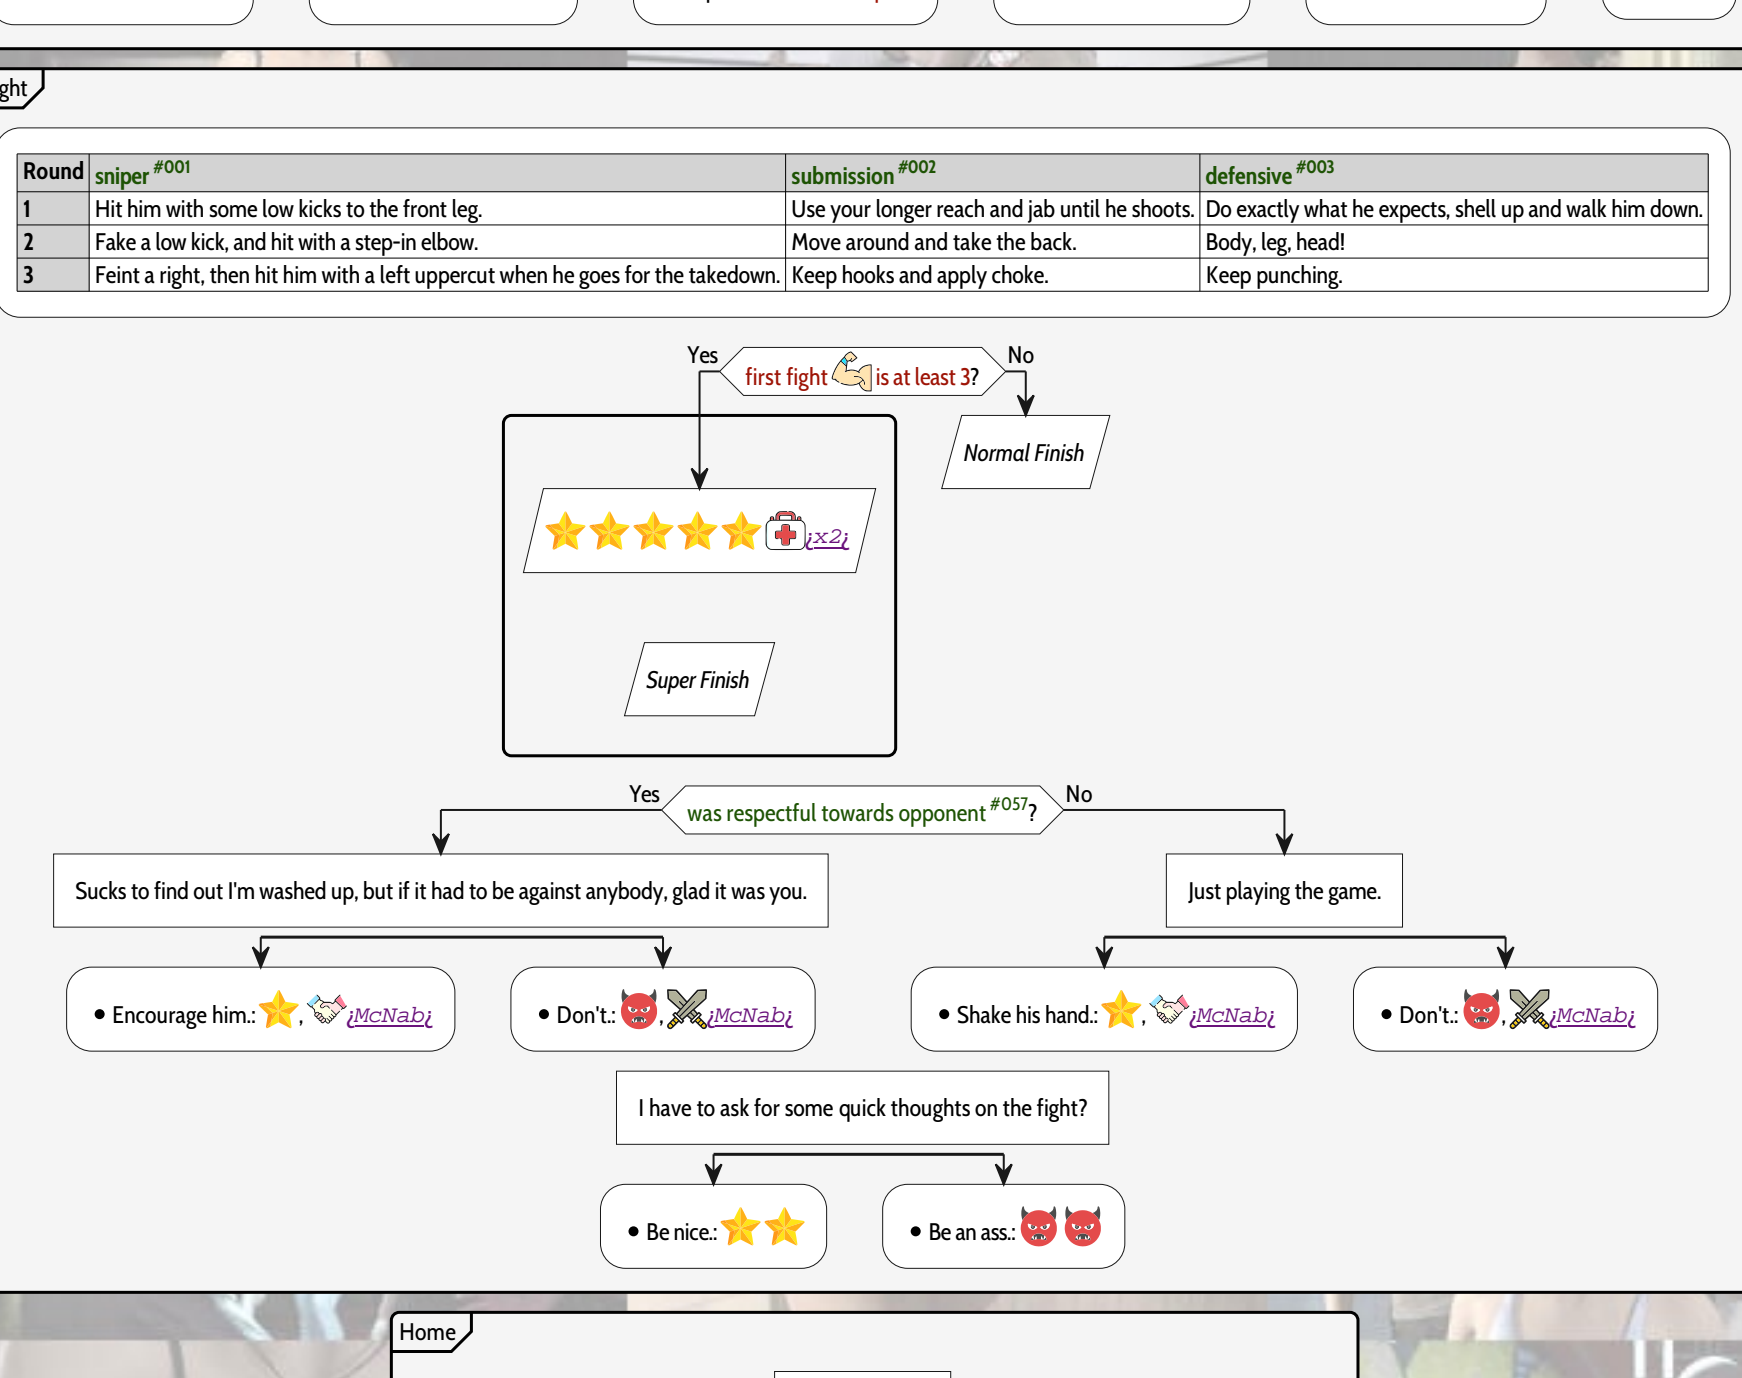 ght
Round sniper #001 submission #002 defensive #003
1 Hit him with some low kicks to the front leg. Use your longer reach and jab until he shoots. Do exactly what he expects, shell up and walk him down.
2 Fake a low kick, and hit with a step-in elbow. Move around and take the back. Body, leg, head!
3 Feint a right, then hit him with a left uppercut when he goes for the takedown. Keep hooks and apply choke. Keep punching.
Yes first fight is at least 3? No
Normal Finish
¿x2¿
Super Finish
Yes was respectful towards opponent #057? No
Sucks to find out I'm washed up, but if it had to be against anybody, glad it was you. Just playing the game.
• Encourage him.: , ¿McNab¿ • Don't.: , ¿McNab¿ • Shake his hand.: , ¿McNab¿ • Don't.: , ¿McNab¿
I have to ask for some quick thoughts on the fight?
• Be nice.: • Be an ass.:
Home